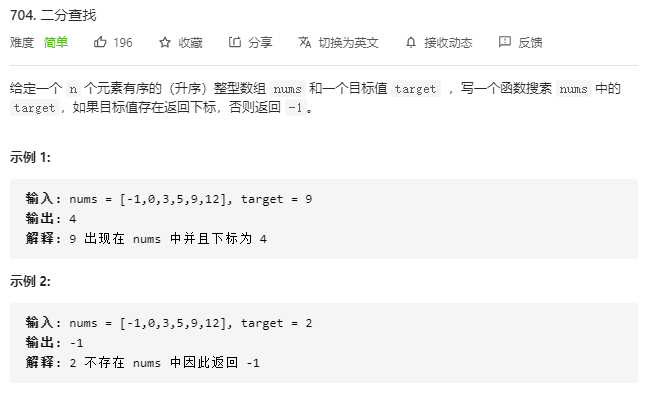 704. 二分查找
难度 简单 196 收藏 分享 切换为英文 接收动态 反馈
给定一个 n 个元素有序的（升序）整型数组 nums 和一个目标值 target ，写一个函数搜索 nums 中的
target，如果目标值存在返回下标，否则返回 -1。
示例 1:
输入: nums = [-1,0,3,5,9,12], target = 9
输出: 4
解释: 9 出现在 nums 中并且下标为 4
示例 2:
输入: nums = [-1,0,3,5,9,12], target = 2
输出: -1
解释: 2 不存在 nums 中因此返回 -1